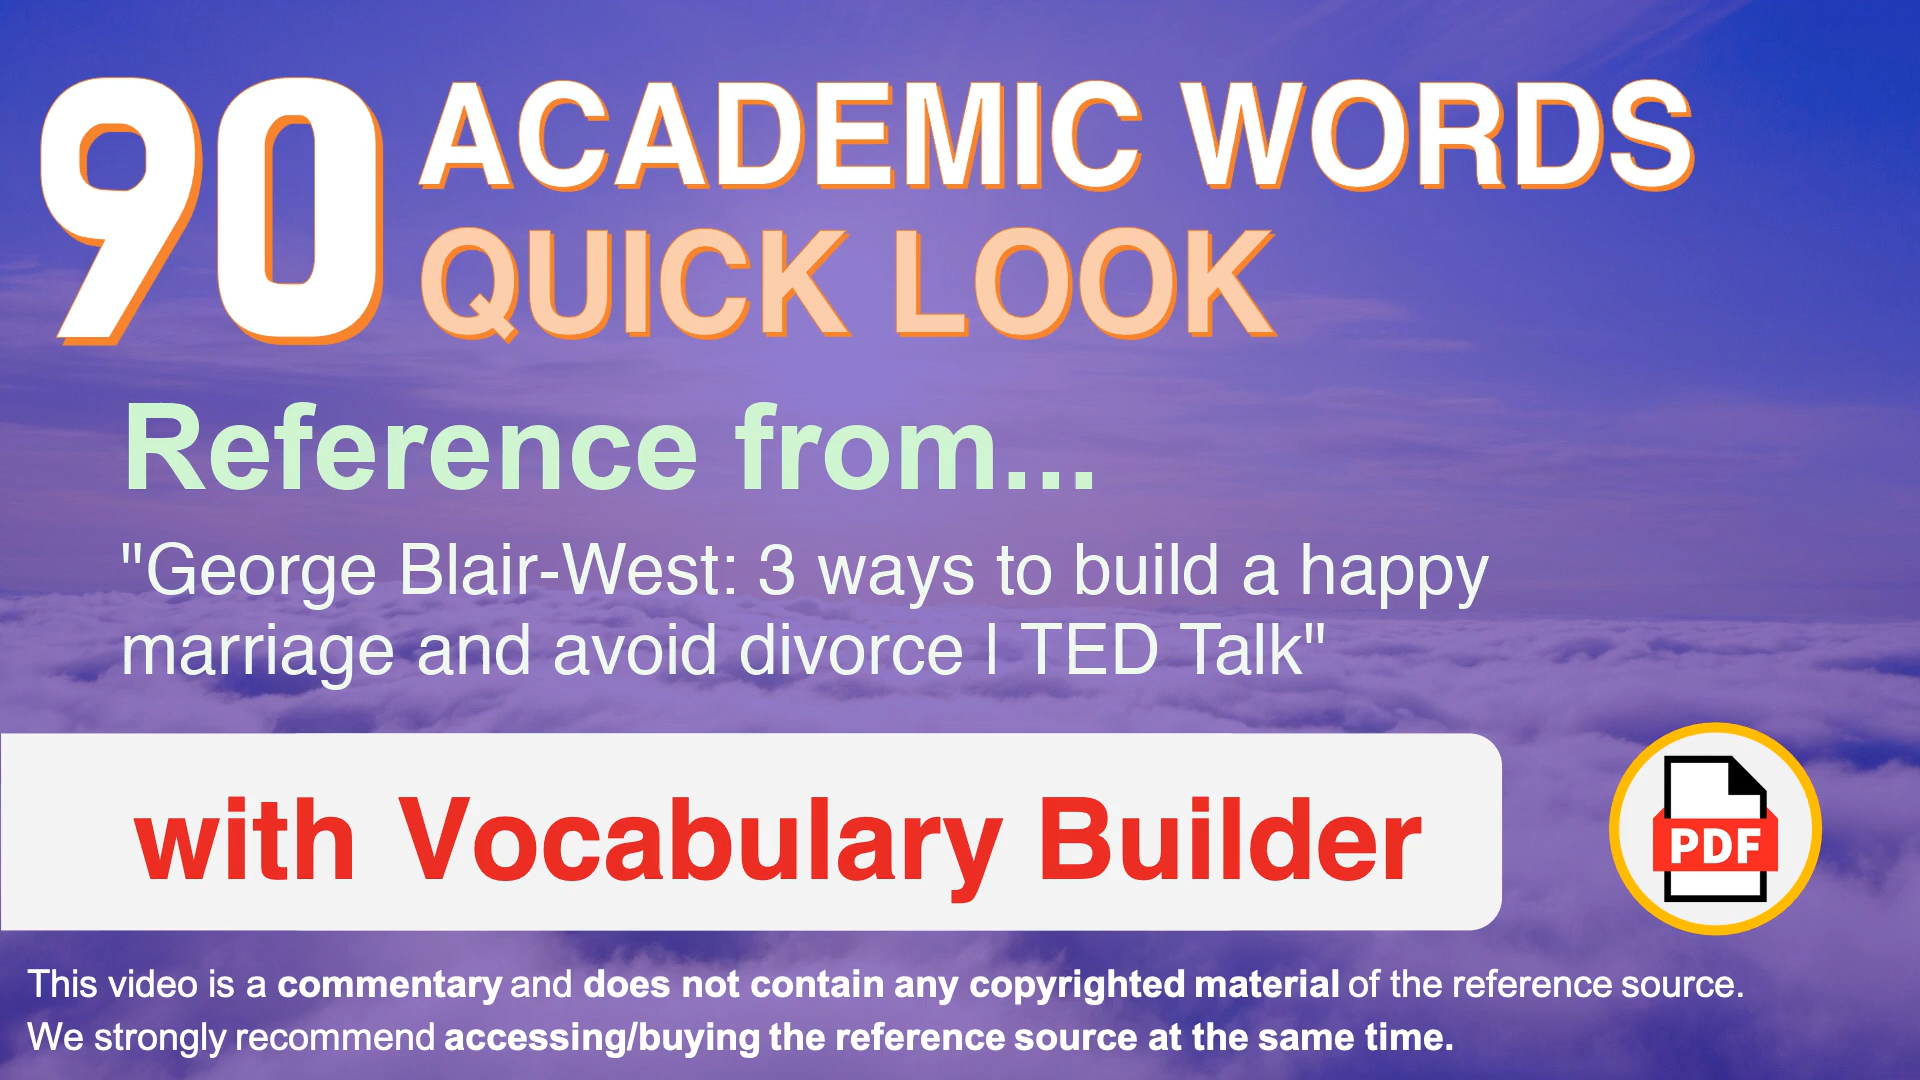 90 ACADEMIC WORDS
QUICK LOOK
Reference from...
"George Blair-West: 3 ways to build a happy
marriage and avoid divorce | TED Talk"
with Vocabulary Builder
PDF
This video is a commentary and does not contain any copyrighted material of the reference source.
We strongly recommend accessing/buying the reference source at the same time.